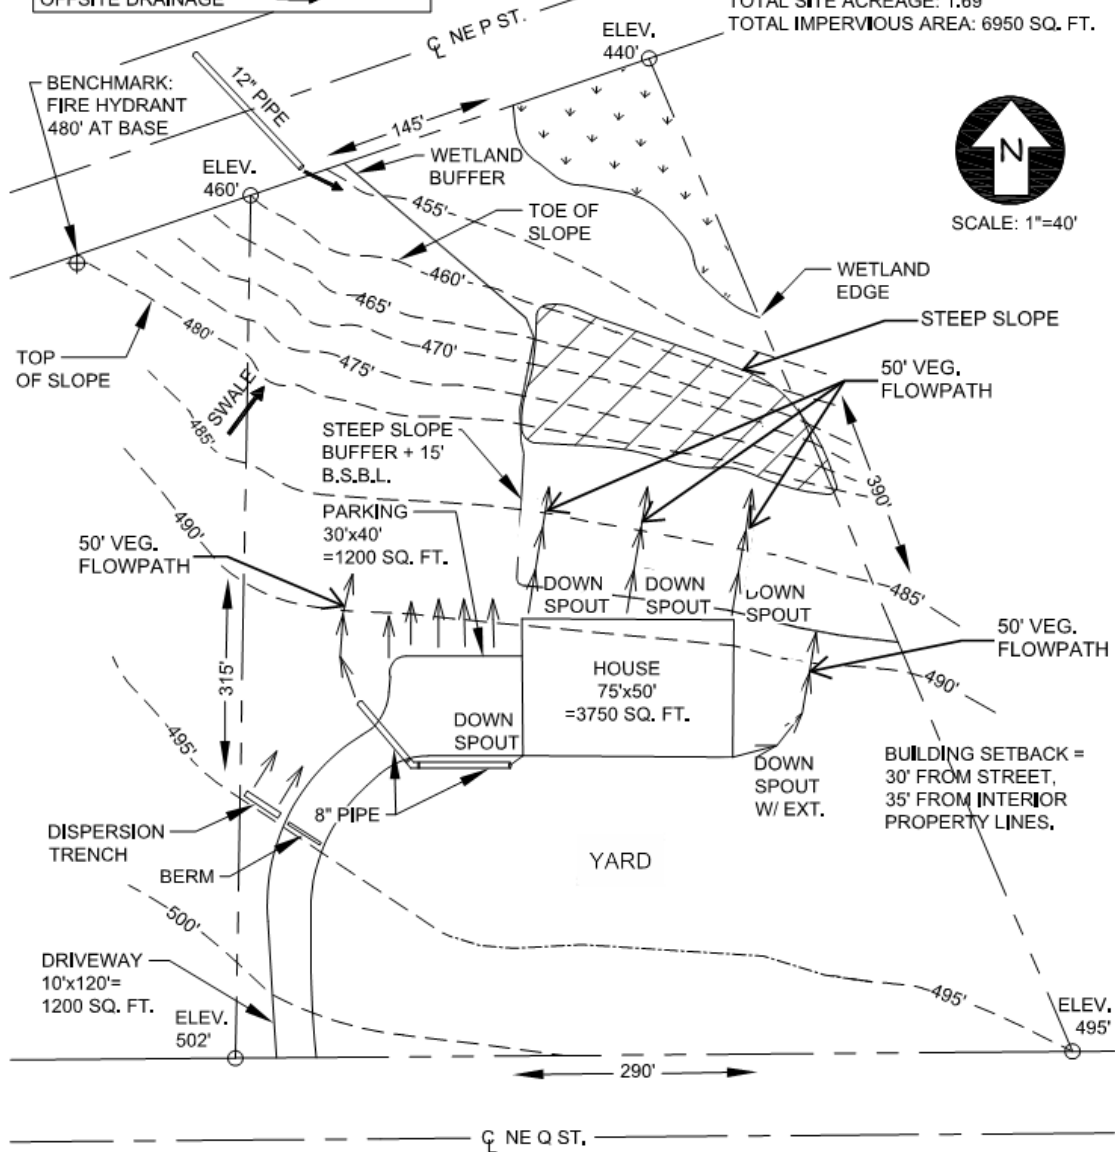 OFFSITE DRAINAGE
TOTAL SITE ACREAGE: 1.69
TOTAL IMPERVIOUS AREA: 6950 SQ. FT.
℄ NE P ST.
ELEV.
440'
BENCHMARK:
FIRE HYDRANT
480' AT BASE
12" PIPE
145'
WETLAND
BUFFER
N
SCALE: 1"=40'
ELEV.
460'
455'
TOE OF
SLOPE
460'
WETLAND
EDGE
465'
STEEP SLOPE
480'
470'
TOP
OF SLOPE
475'
50' VEG.
FLOWPATH
SWALE
485'
STEEP SLOPE
BUFFER + 15'
B.S.B.L.
390'
PARKING
30'x40'
=1200 SQ. FT.
490'
50' VEG.
FLOWPATH
DOWN
SPOUT
DOWN
SPOUT
DOWN
SPOUT
485'
50' VEG.
FLOWPATH
315'
HOUSE
75'x50'
=3750 SQ. FT.
490'
495'
DOWN
SPOUT
DOWN
SPOUT
W/ EXT.
BUILDING SETBACK =
30' FROM STREET,
35' FROM INTERIOR
PROPERTY LINES.
8" PIPE
DISPERSION
TRENCH
BERM
YARD
500'
DRIVEWAY
10'x120'=
1200 SQ. FT.
495'
ELEV.
502'
ELEV.
495'
290'
℄ NE Q ST.